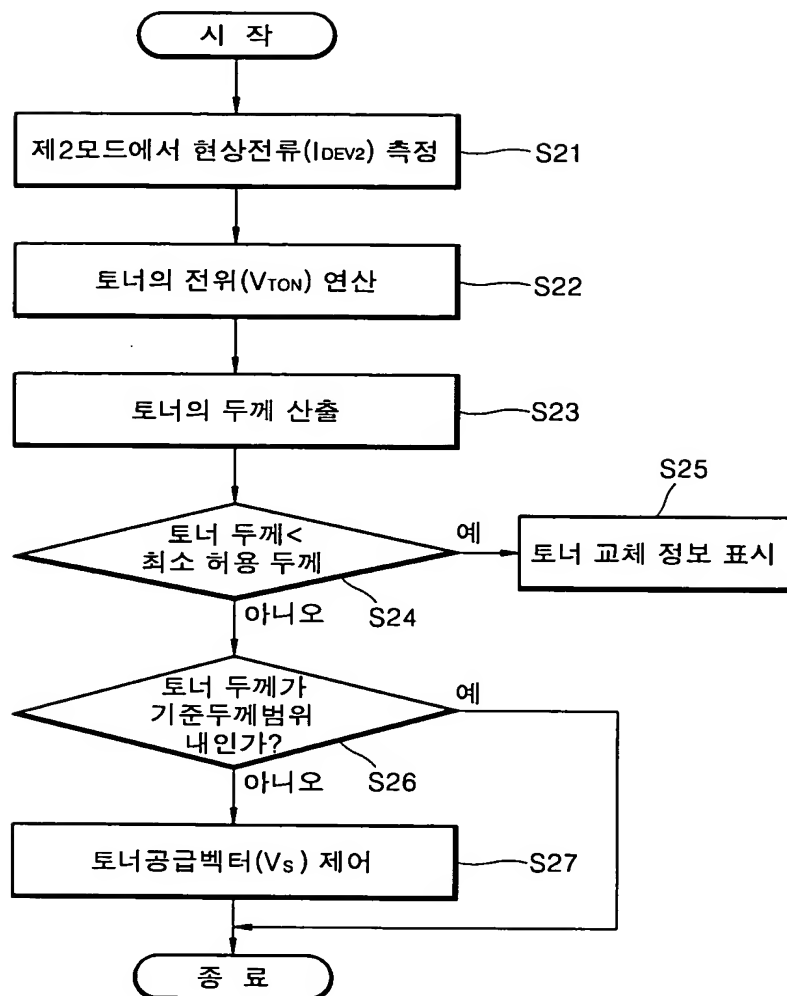 시 작
제2모드에서 현상전류(IDEV2) 측정
S21
토너의 전위(VTON) 연산
S22
토너의 두께 산출
S23
S25
토너 두께<
최소 허용 두께
예
토너 교체 정보 표시
S24
아니오
토너 두께가
기준두께범위
내인가?
예
S26
아니오
토너공급벡터(VS) 제어
S27
종 료